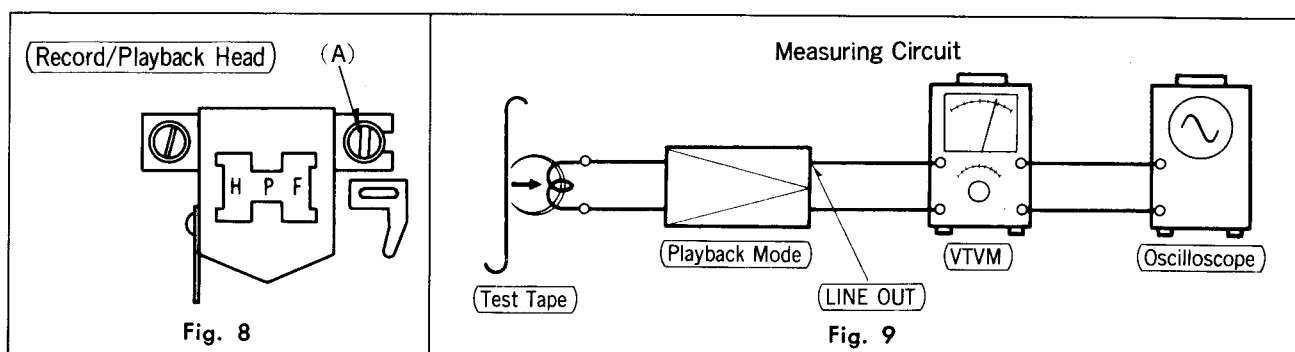 Record/Playback Head
(A)
H P F
Fig. 8
Measuring Circuit
Test Tape
Playback Mode
LINE OUT
VTVM
Oscilloscope
Fig. 9